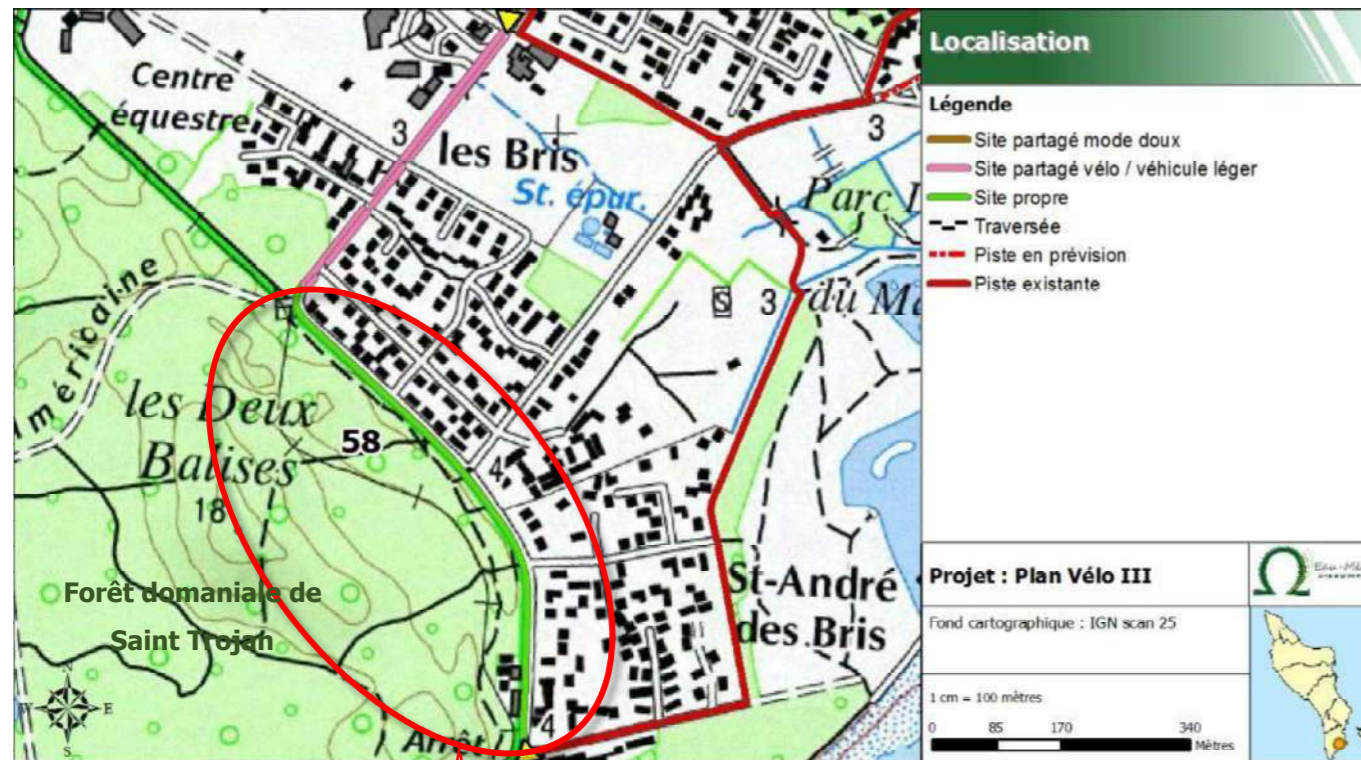 Centre
équestre
3
les Bris
St. épur.
3
Parc
3
du
Américaine
les Deux
Balises
58
18
4
Forêt domaniale de
Saint Trojan
St-André
des Bris
E
S
Arrêt
4
Localisation
Légende
Site partagé mode doux
Site partagé vélo / véhicule léger
Site propre
Traversée
Piste en prévision
Piste existante
Projet : Plan Vélo III
Fond cartographique : IGN scan 25
1 cm = 100 mètres
0 85 170 340
Mètres